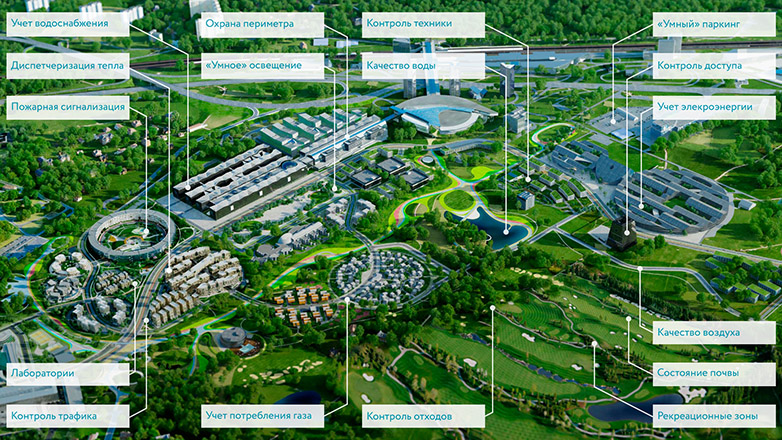 Учет водоснабжения
Охрана периметра
Контроль техники
«Умный» паркинг
Диспетчеризация тепла
«Умное» освещение
Качество воды
Контроль доступа
Пожарная сигнализация
Учет элекроэнергии
Качество воздуха
Лаборатории
Состояние почвы
Контроль трафика
Учет потребления газа
Контроль отходов
Рекреационные зоны